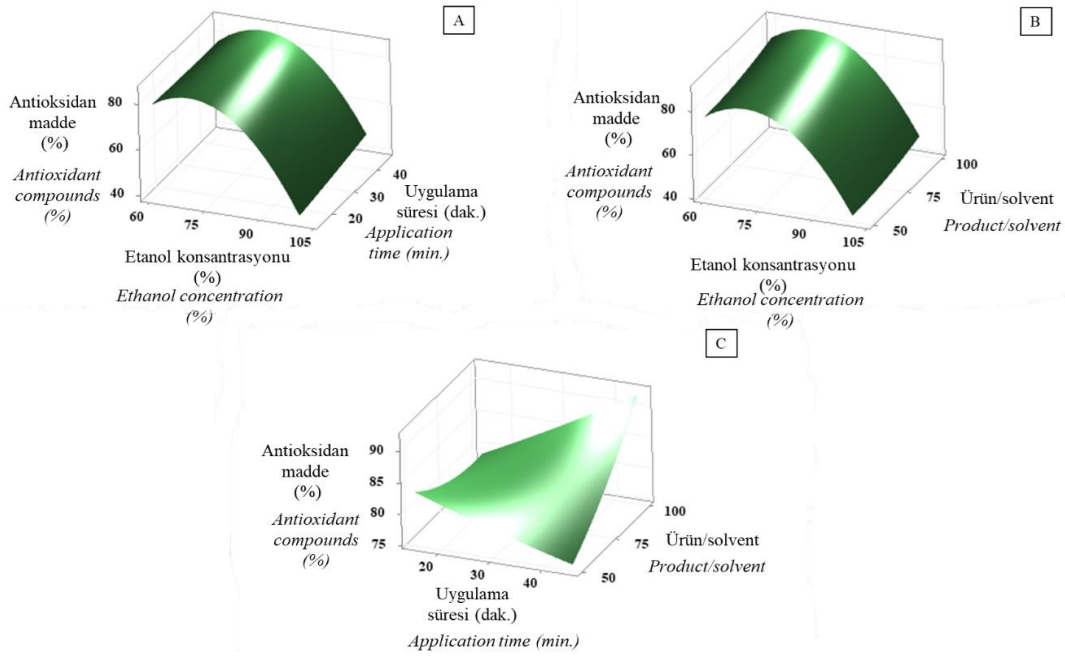 A
Antioksidan
madde
(%)
Antioxidant
compounds
(%)
80
60
40
60
75
90
105
20
30
40
Etanol konsantrasyonu
(%)
Ethanol concentration
(%)
Uygulama
süresi (dak.)
Application
time (min.)
B
Antioksidan
madde
(%)
Antioxidant
compounds
(%)
80
60
40
60
75
90
105
50
75
100
Etanol konsantrasyonu
(%)
Ethanol concentration
(%)
Ürün/solvent
Product/solvent
C
Antioksidan
madde
(%)
Antioxidant
compounds
(%)
90
85
80
75
20
30
40
50
75
100
Uygulama
süresi (dak.)
Application time (min.)
Ürün/solvent
Product/solvent